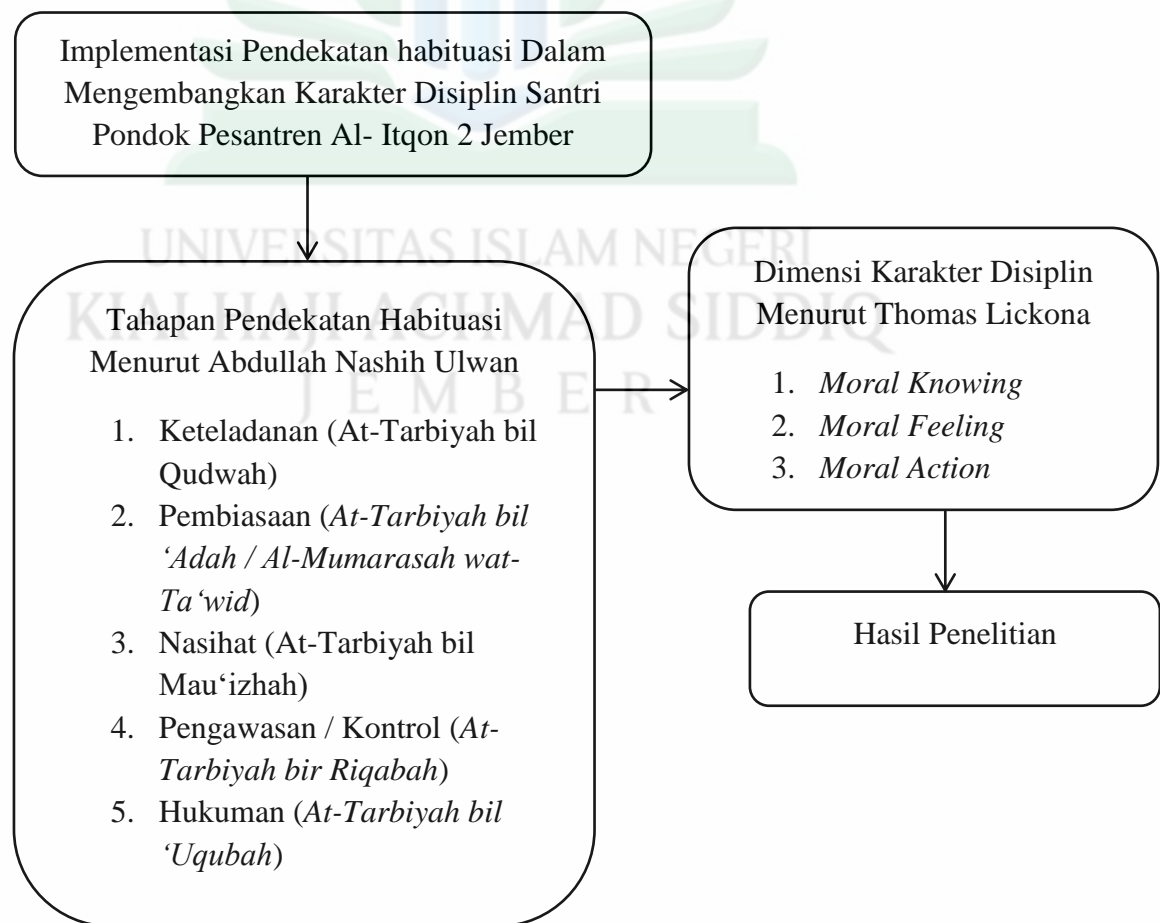 Implementasi Pendekatan habituasi Dalam
Mengembangkan Karakter Disiplin Santri
Pondok Pesantren Al- Itqon 2 Jember
UNIVERSITAS ISLAM NEGERI
KIAI HAJI ACHMAD SIDDIQ
JEMBER
Tahapan Pendekatan Habituasi
Menurut Abdullah Nashih Ulwan
1. Keteladanan (At-Tarbiyah bil
Qudwah)
2. Pembiasaan (At-Tarbiyah bil
‘Adah / Al-Mumarasah wat-
Ta‘wid)
3. Nasihat (At-Tarbiyah bil
Mau‘izhah)
4. Pengawasan / Kontrol (At-
Tarbiyah bir Riqabah)
5. Hukuman (At-Tarbiyah bil
‘Uqubah)
Dimensi Karakter Disiplin
Menurut Thomas Lickona
1. Moral Knowing
2. Moral Feeling
3. Moral Action
Hasil Penelitian